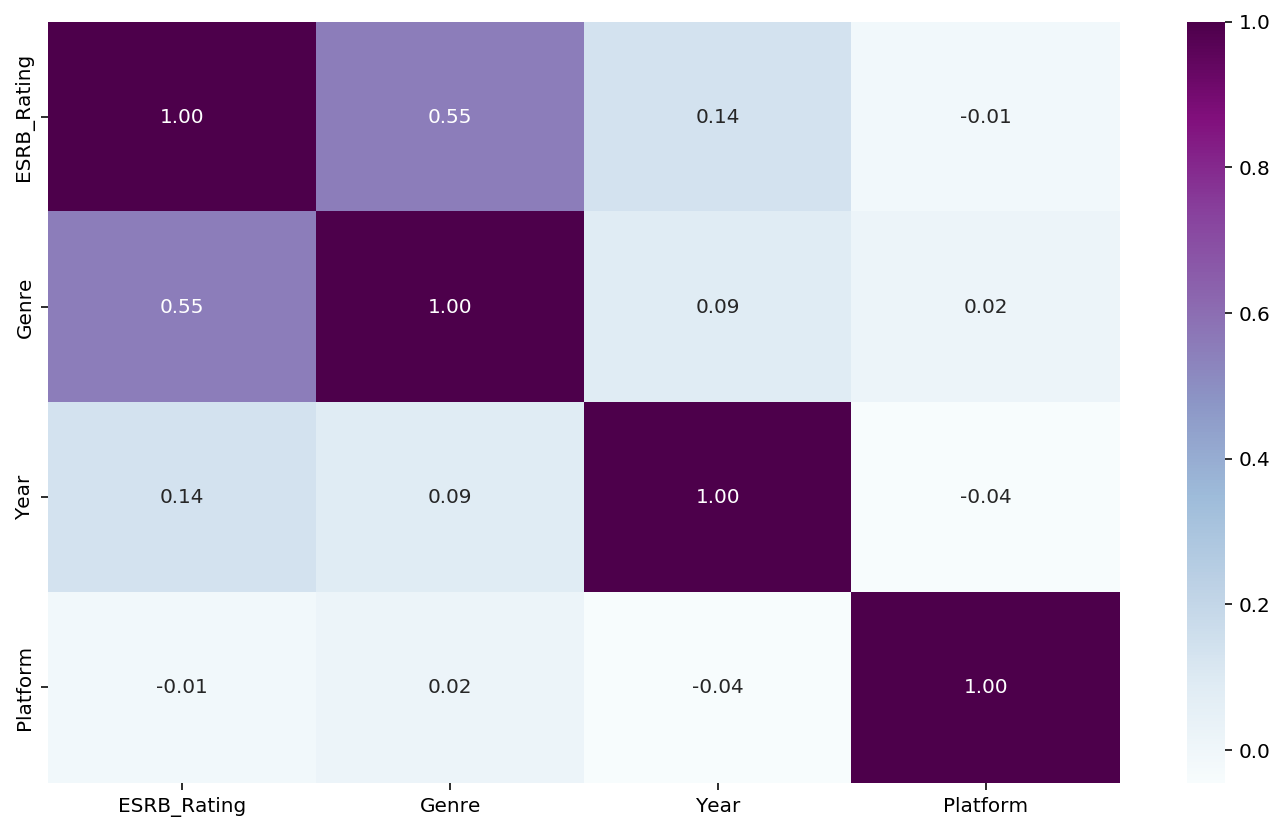 ESRB_Rating 1.00 0.55 0.14 -0.01
Genre 0.55 1.00 0.09 0.02
Year 0.14 0.09 1.00 -0.04
Platform -0.01 0.02 -0.04 1.00
ESRB_Rating Genre Year Platform
1.0
0.8
0.6
0.4
0.2
0.0